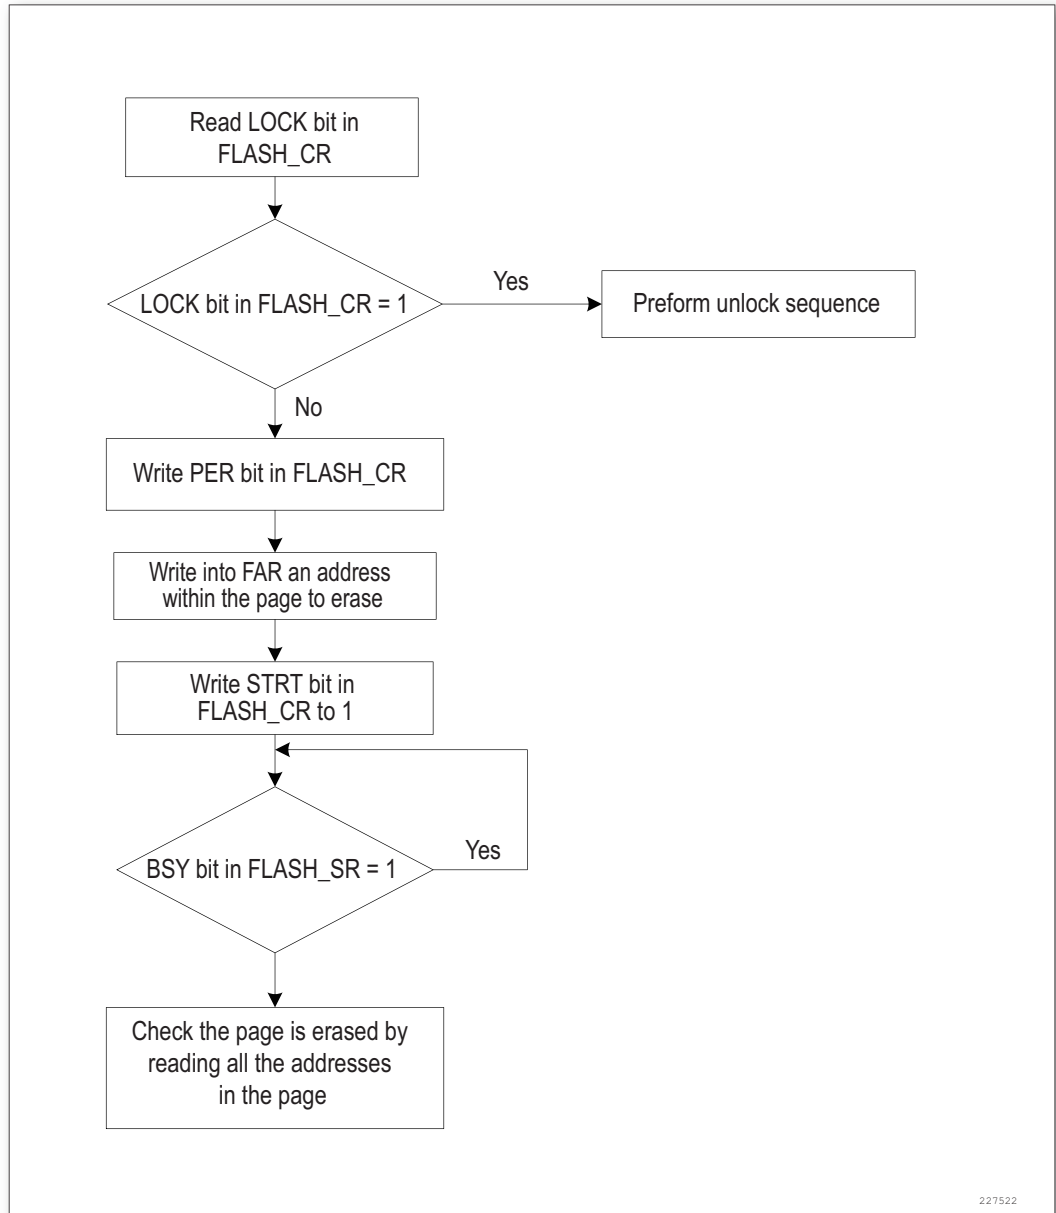 Read LOCK bit in
FLASH_CR
LOCK bit in FLASH_CR = 1
Yes
Preform unlock sequence
No
Write PER bit in FLASH_CR
Write into FAR an address
within the page to erase
Write STRT bit in
FLASH_CR to 1
BSY bit in FLASH_SR = 1
Yes
Check the page is erased by
reading all the addresses
in the page
227522